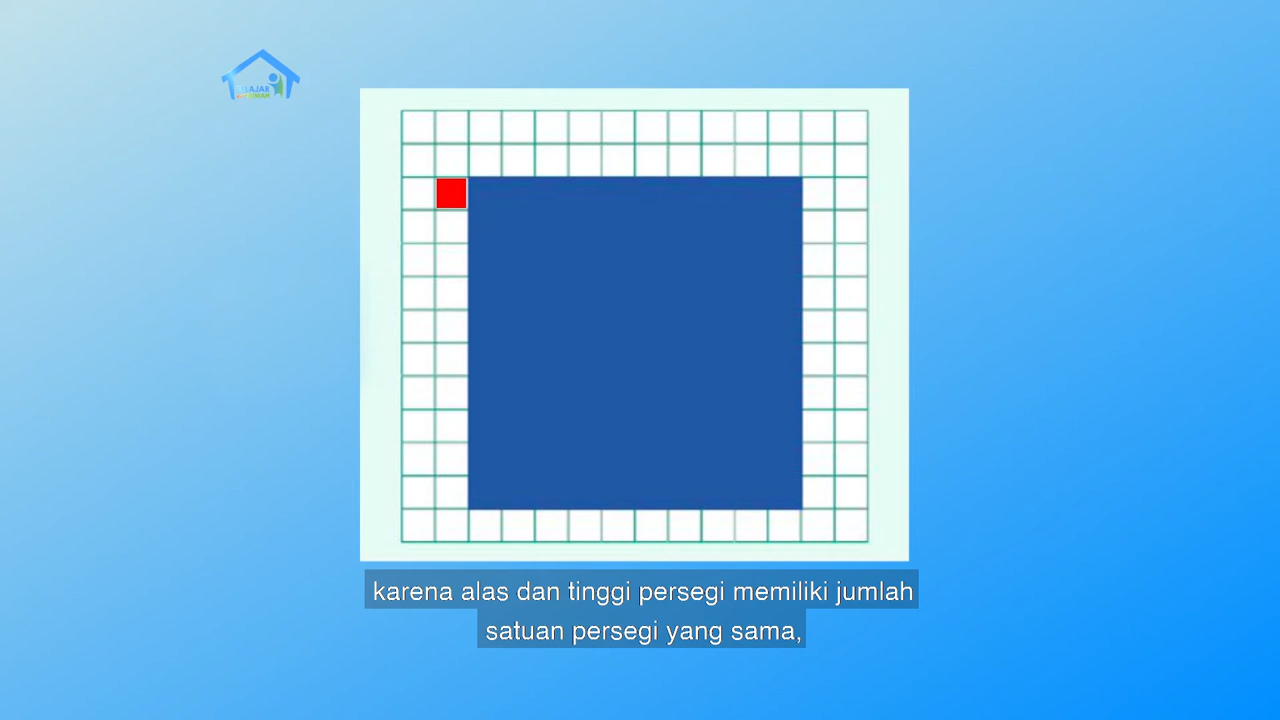 karena alas dan tinggi persegi memiliki jumlah
satuan persegi yang sama,